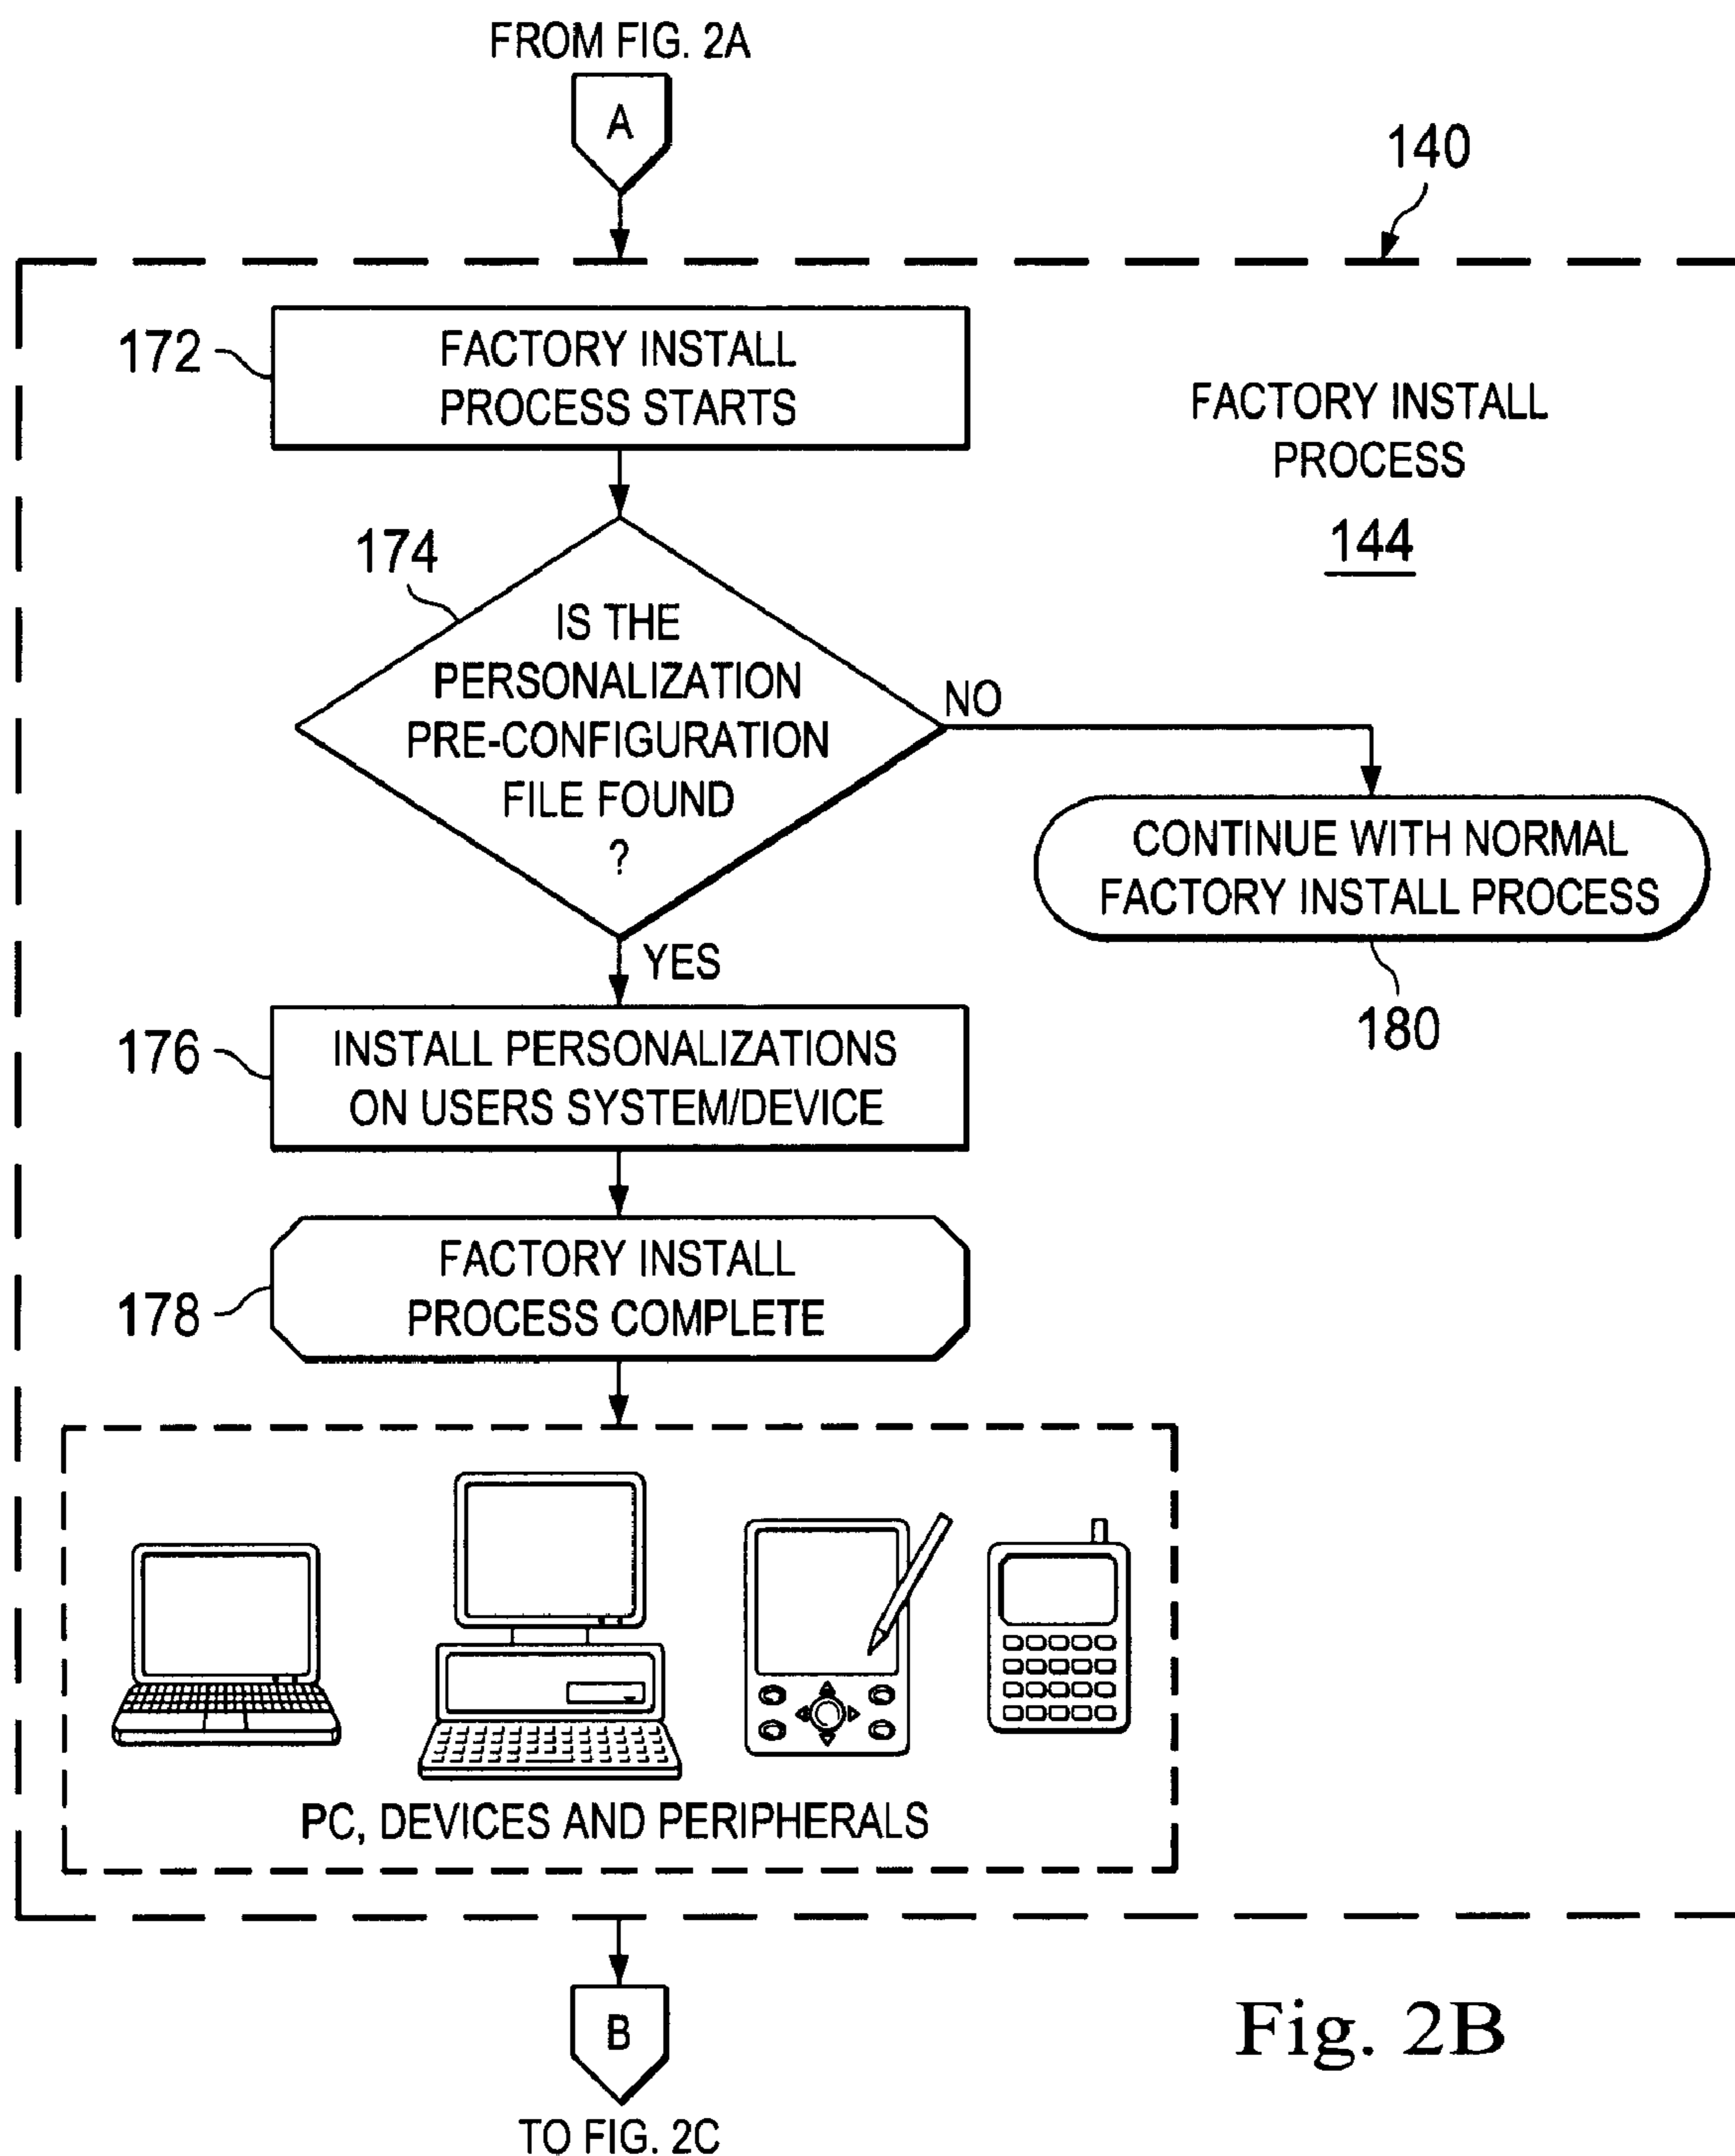 FROM FIG. 2A
A
140
172
FACTORY INSTALL
PROCESS STARTS
FACTORY INSTALL
PROCESS
144
174
IS THE
PERSONALIZATION
PRE-CONFIGURATION
FILE FOUND
?
NO
CONTINUE WITH NORMAL
FACTORY INSTALL PROCESS
180
YES
176
INSTALL PERSONALIZATIONS
ON USERS SYSTEM/DEVICE
178
FACTORY INSTALL
PROCESS COMPLETE
PC, DEVICES AND PERIPHERALS
B
TO FIG. 2C
Fig. 2B